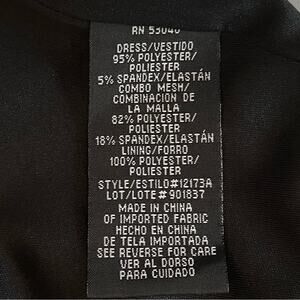 RN 53040
DRESS/VESTIDO
95% POLYESTER/
POLIESTER
5% SPANDEX/ELASTÁN
COMBO MESH/
COMBINACIÓN DE
LA MALLA
82% POLYESTER/
POLIESTER
18% SPANDEX/ELASTÁN
LINING/FORRO
100% POLYESTER/
POLIESTER
STYLE/ESTILO#12173A
LOT/LOTE #901837
MADE IN CHINA
OF IMPORTED FABRIC
HECHO EN CHINA
DE TELA IMPORTADA
SEE REVERSE FOR CARE
VER AL DORSO
PARA CUIDADO